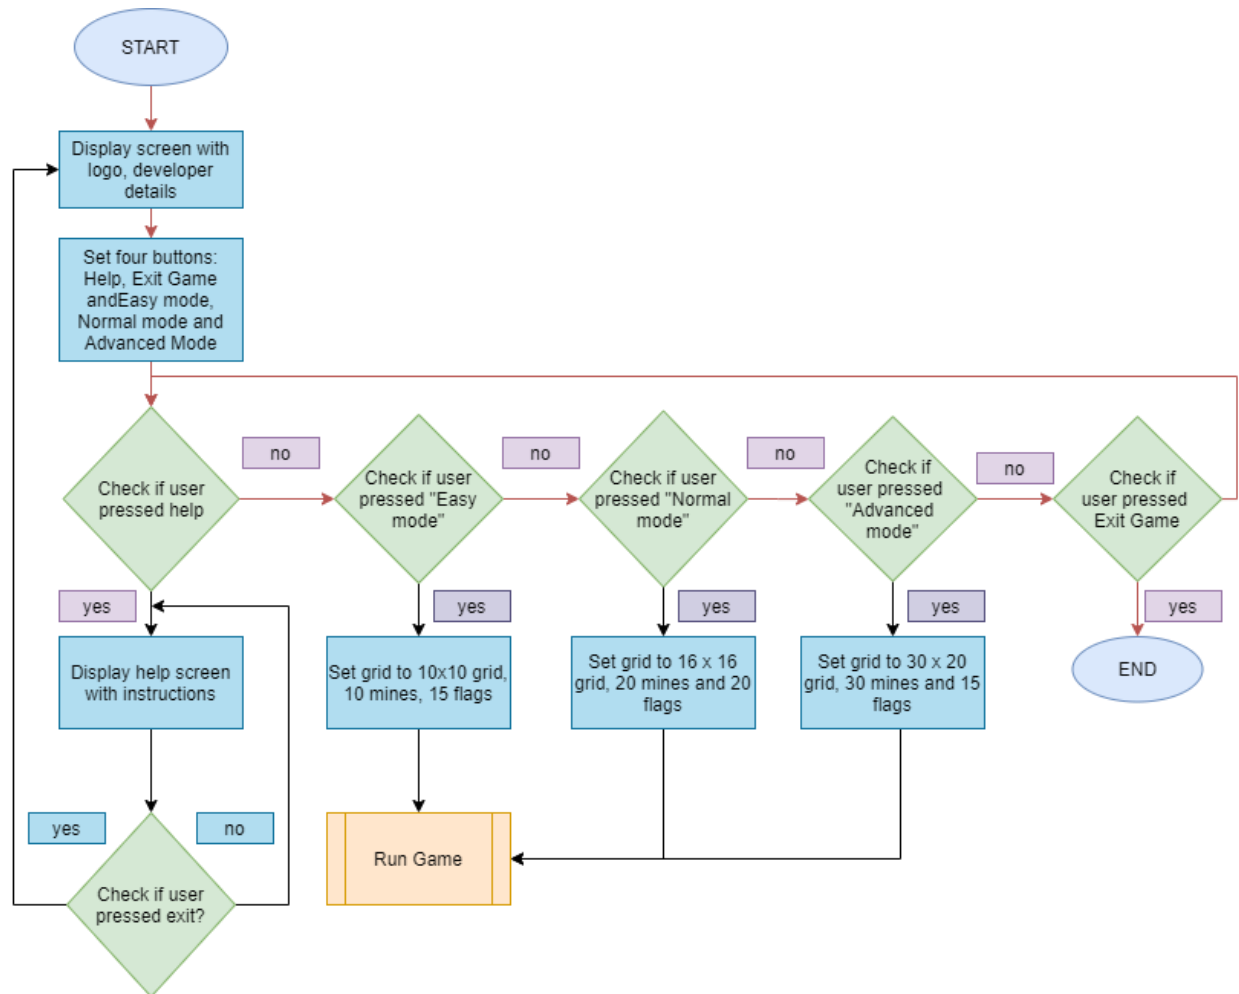 START
Display screen with
logo, developer
details
Set four buttons:
Help, Exit Game
andEasy mode,
Normal mode and
Advanced Mode
Check if user
pressed help
no
Check if user
pressed "Easy
mode"
no
Check if user
pressed "Normal
mode"
no
Check if
user pressed
"Advanced
mode"
no
Check if
user pressed
Exit Game
yes
yes
yes
yes
yes
Display help screen
with instructions
Set grid to 10x10 grid,
10 mines, 15 flags
Set grid to 16 x 16
grid, 20 mines and 20
flags
Set grid to 30 x 20
grid, 30 mines and 15
flags
END
yes
no
Run Game
Check if user
pressed exit?